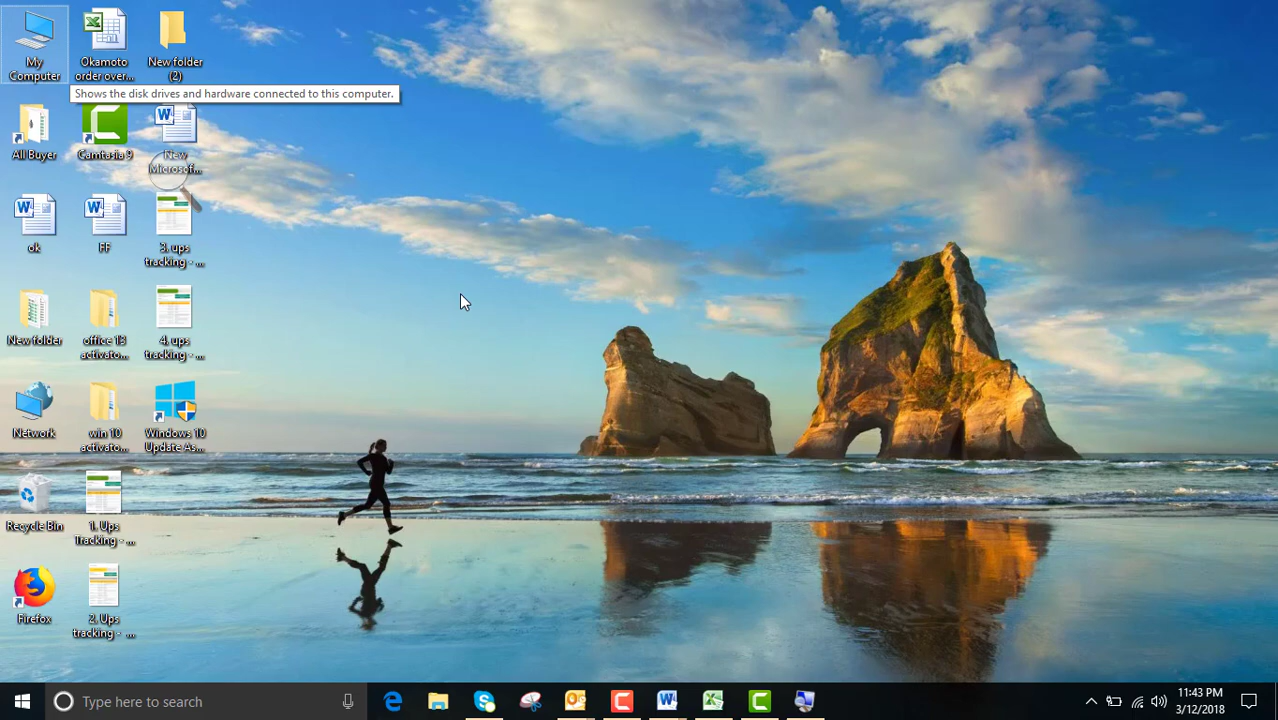 My
Computer
Okamoto
order over...
New folder
(2)
Shows the disk drives and hardware connected to this computer.
All Buyer
Camtasia 9
New
Microsof...
ok
FF
3. ups
tracking - ...
New folder
office 13
activato...
4. ups
tracking - ...
Network
win 10
activato...
Windows 10
Update As...
Recycle Bin
1. Ups
Tracking - ...
Firefox
2. Ups
tracking - ...
Type here to search
11:43 PM
3/12/2018